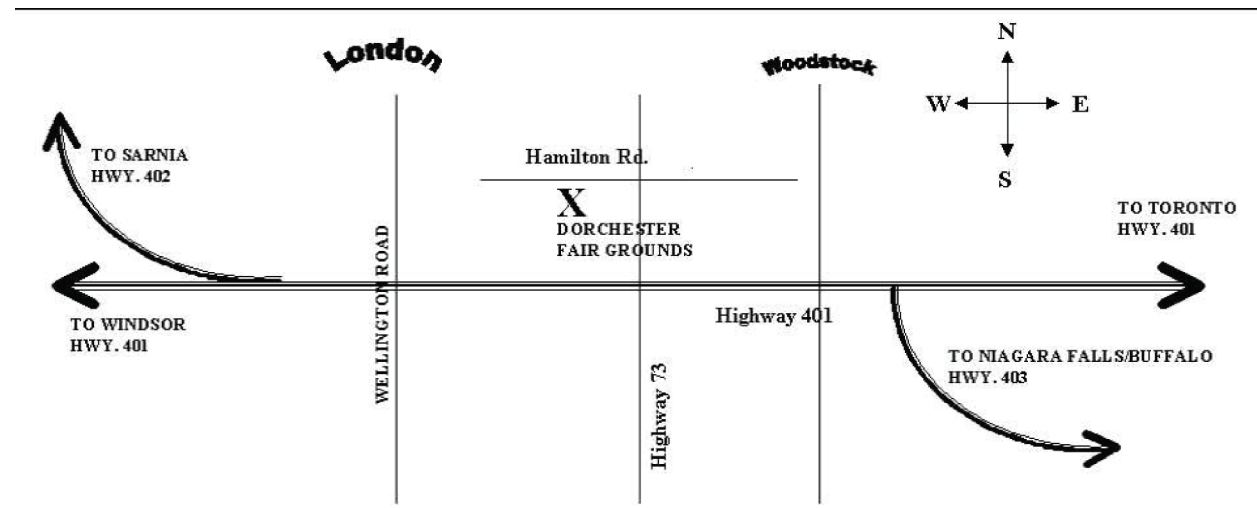 London
Woodstock
N
W
E
S
TO SARNIA
HWY. 402
Hamilton Rd.
X
DORCHESTER
FAIR GROUNDS
TO TORONTO
HWY. 401
WELLINGTON ROAD
TO WINDSOR
HWY. 401
Highway 401
Highway 73
TO NIAGARA FALLS/BUFFALO
HWY. 403